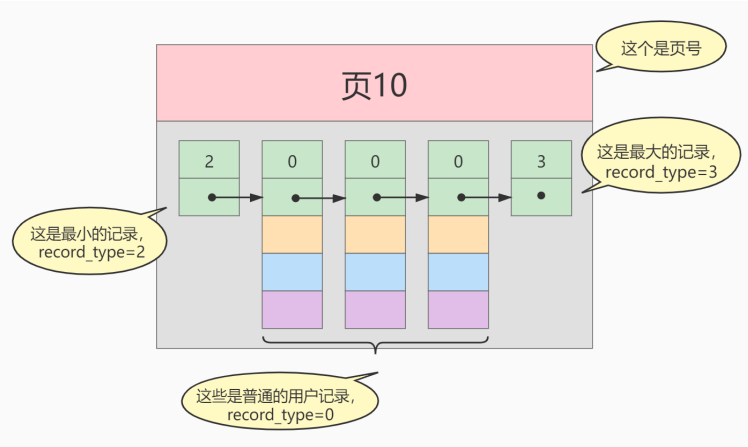 这个是页号
页10
2 0 0 0 3
这是最大的记录，
record_type=3
这是最小的记录，
record_type=2
这些是普通的用户记录，
record_type=0